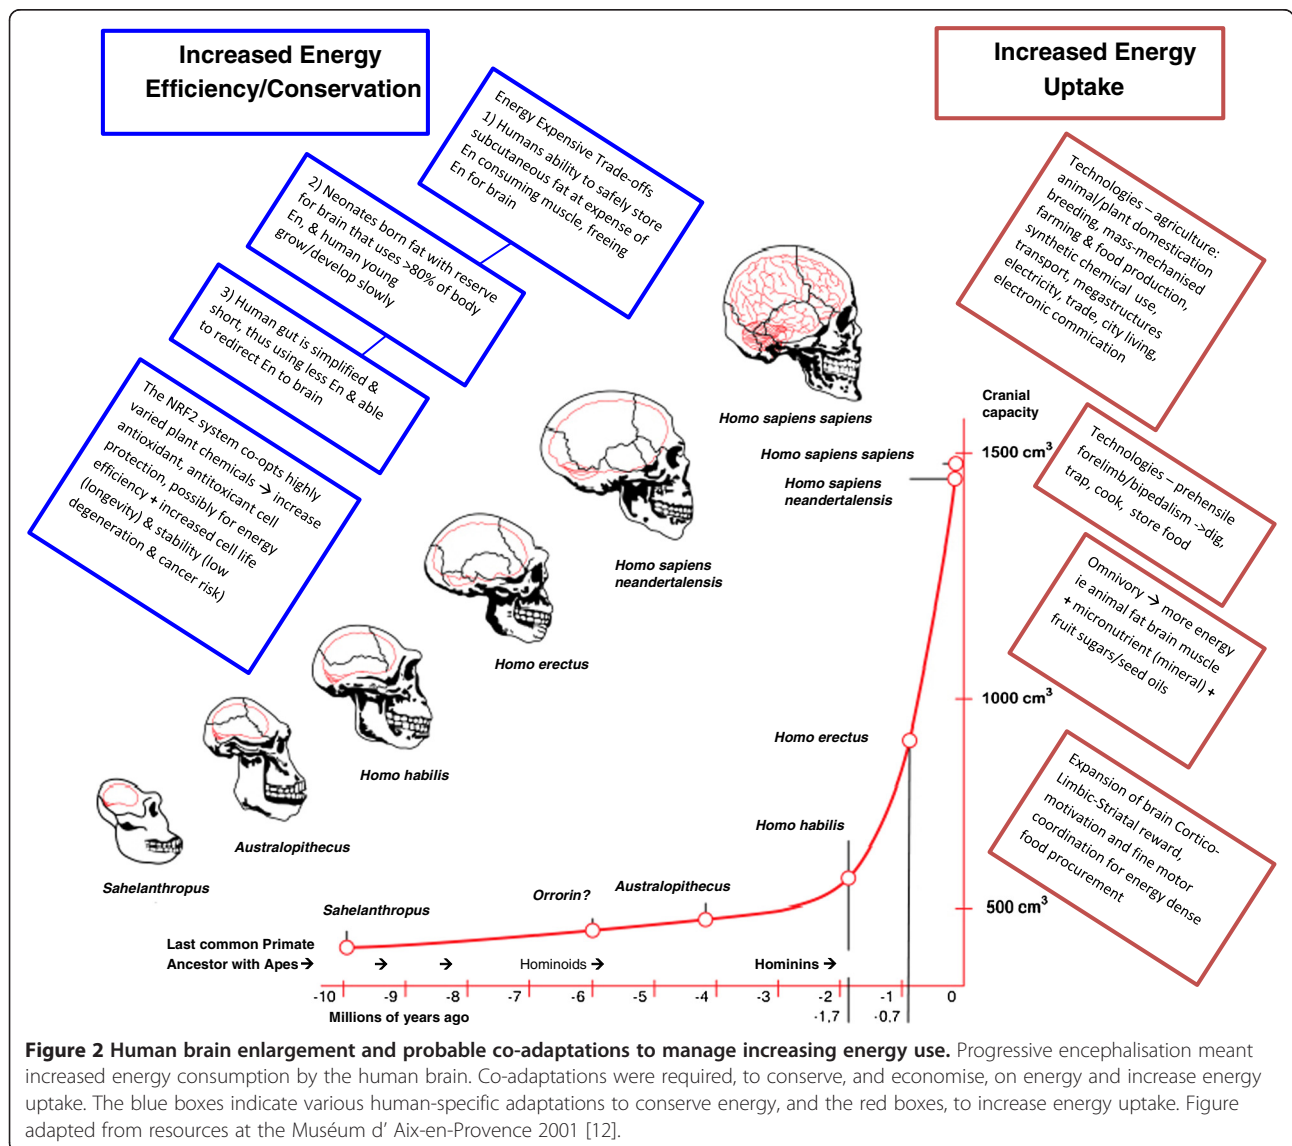 Increased Energy
Efficiency/Conservation
Increased Energy
Uptake
Energy Expensive Trade-offs
1) Humans ability to safely store
subcutaneous fat at expense of
En consuming muscle, freeing
En for brain
2) Neonates born fat with reserve
for brain that uses >80% of body
En, & human young
grow/develop slowly
3) Human gut is simplified &
short, thus using less En & able
to redirect En to brain
The NRF2 system co-opts highly
varied plant chemicals → increase
antioxidant, antitoxicant cell
protection, possibly for energy
efficiency + increased cell life
(longevity) & stability (low
degeneration & cancer risk)
Technologies – agriculture:
animal/plant domestication
breeding, mass-mechanised
farming & food production,
synthetic chemical use,
transport, megastructures
electricity, trade, city living,
electronic commication
Technologies – prehensile
forelimb/bipedalism ->dig,
trap, cook, store food
Omnivory → more energy
ie animal fat brain muscle
+ micronutrient (mineral) +
fruit sugars/seed oils
Expansion of brain Cortico-
Limbic-Striatal reward,
motivation and fine motor
coordination for energy dense
food procurement
Homo sapiens sapiens
Homo sapiens
neandertalensis
Homo erectus
Homo habilis
Australopithecus
Sahelanthropus
Cranial
capacity
1500 cm³
1000 cm³
500 cm³
Homo sapiens sapiens
Homo sapiens
neandertalensis
Homo erectus
Homo habilis
Australopithecus
Orrorin?
Sahelanthropus
Last common Primate
Ancestor with Apes → → →
Hominoids →
Hominins →
-10 -9 -8 -7 -6 -5 -4 -3 -2 -1 0
Millions of years ago
-1,7 -0.7
Figure 2 Human brain enlargement and probable co-adaptations to manage increasing energy use. Progressive encephalisation meant
increased energy consumption by the human brain. Co-adaptations were required, to conserve, and economise, on energy and increase energy
uptake. The blue boxes indicate various human-specific adaptations to conserve energy, and the red boxes, to increase energy uptake. Figure
adapted from resources at the Muséum d' Aix-en-Provence 2001 [12].